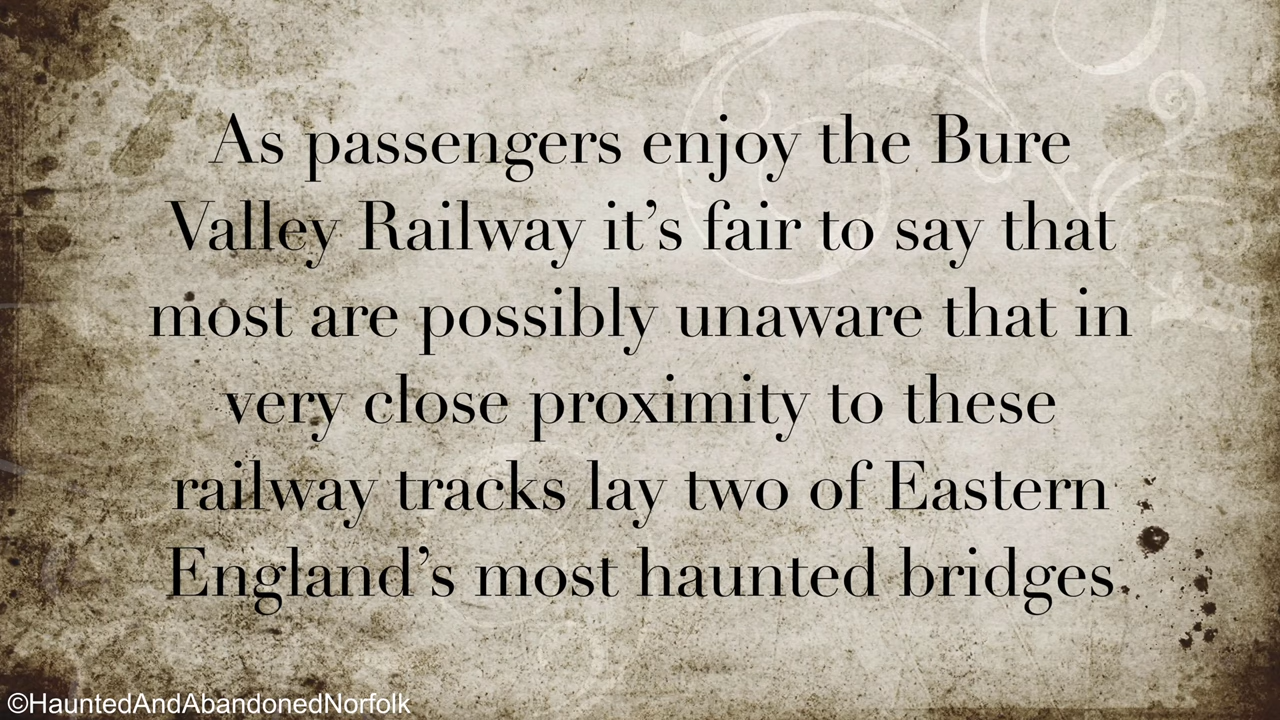 As passengers enjoy the Bure
Valley Railway it’s fair to say that
most are possibly unaware that in
very close proximity to these
railway tracks lay two of Eastern
England’s most haunted bridges
©HauntedAndAbandonedNorfolk